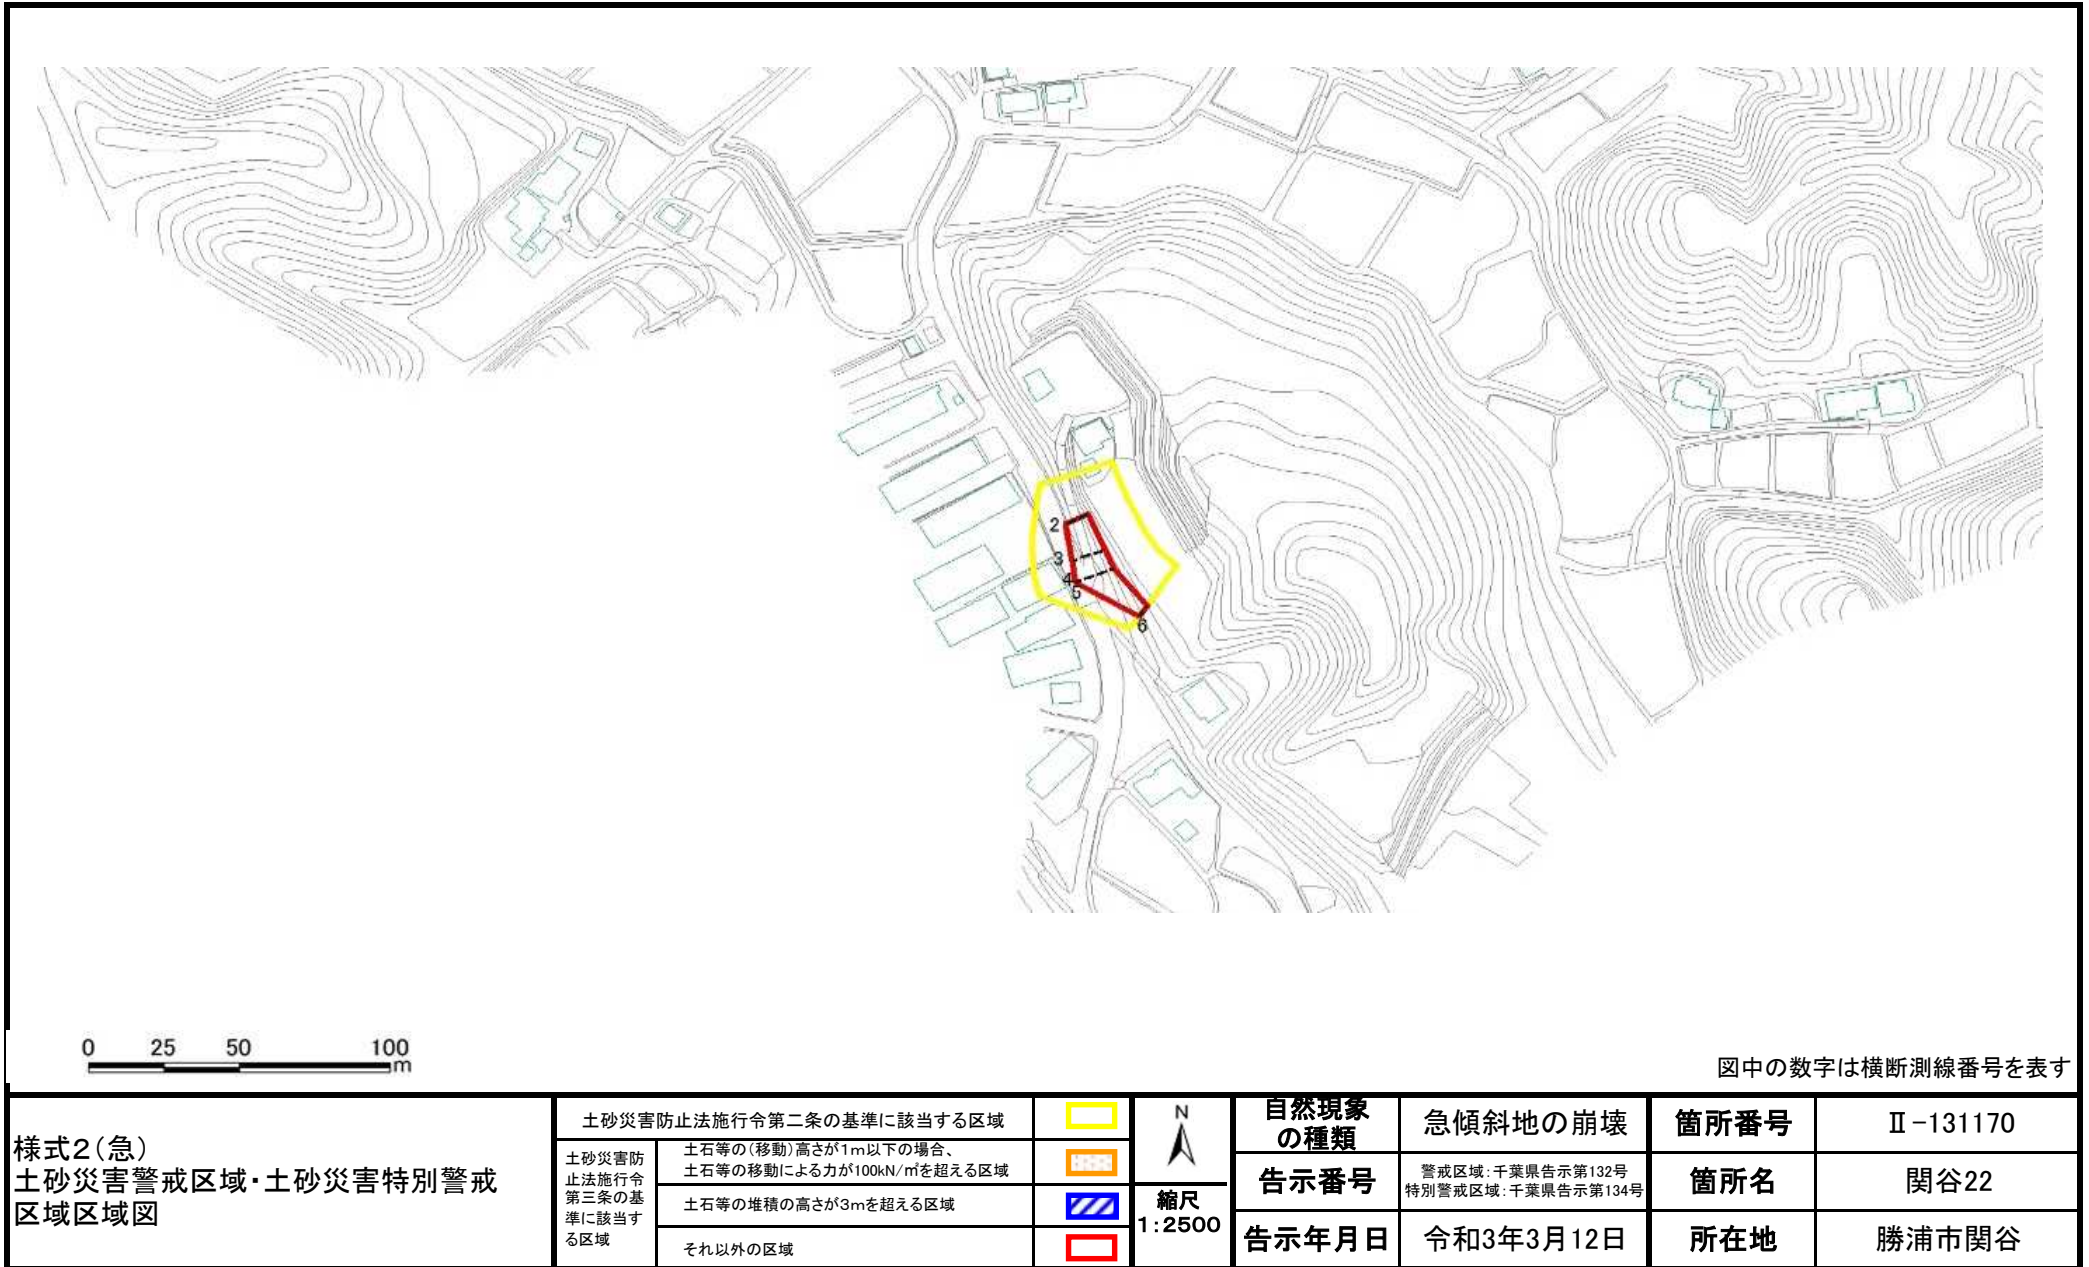 2
3
4
5
6
0 25 50 100
m
図中の数字は横断測線番号を表す
様式2(急)
土砂災害警戒区域・土砂災害特別警戒
区域区域図
土砂災害防止法施行令第二条の基準に該当する区域
土砂災害防
止法施行令
第三条の基
準に該当す
る区域
土石等の(移動)高さが1m以下の場合、
土石等の移動による力が100kN/㎡を超える区域
土石等の堆積の高さが3mを超える区域
それ以外の区域
N
縮尺
1:2500
自然現象
の種類
急傾斜地の崩壊
箇所番号
Ⅱ-131170
告示番号
警戒区域:千葉県告示第132号
特別警戒区域:千葉県告示第134号
箇所名
関谷22
告示年月日
令和3年3月12日
所在地
勝浦市関谷